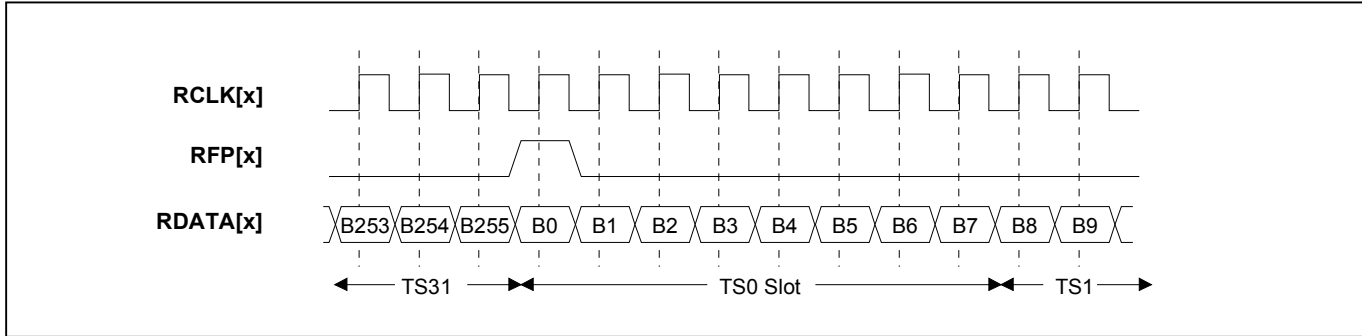 RCLK[x]
RFP[x]
RDATA[x] B253 B254 B255 B0 B1 B2 B3 B4 B5 B6 B7 B8 B9
TS31 TS0 Slot TS1